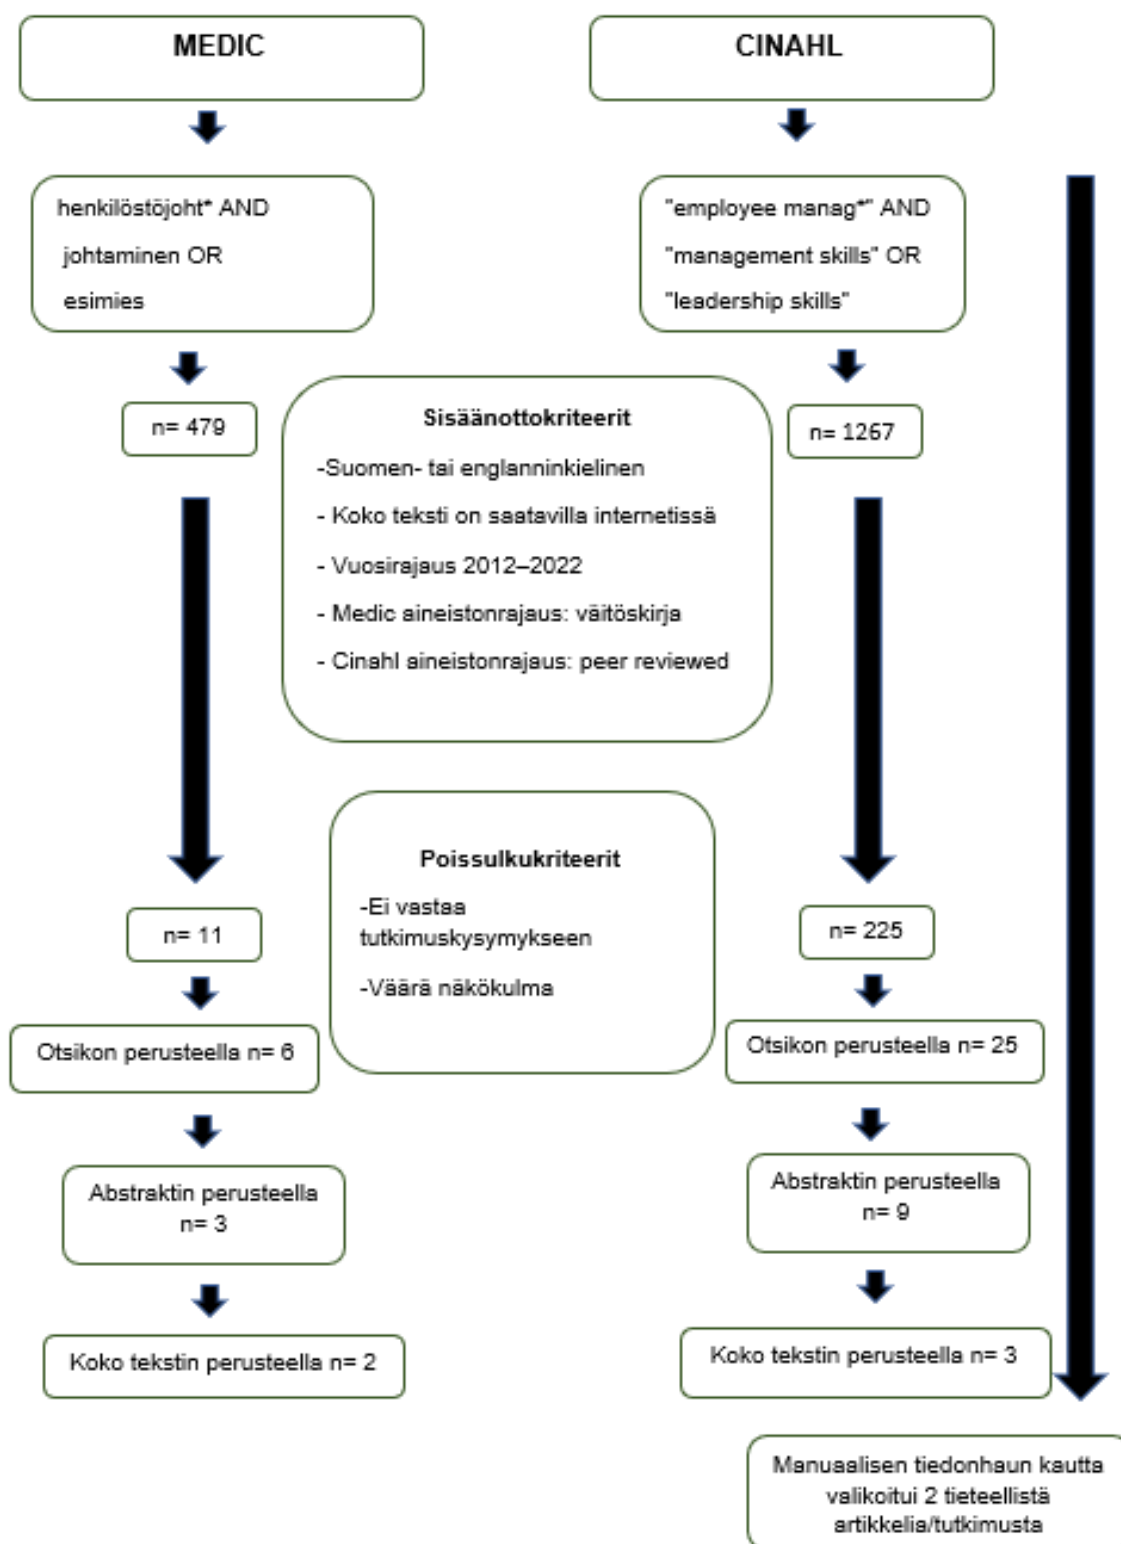 MEDIC
CINAHL
henkilöstöjoht* AND
johtaminen OR
esimies
"employee manag*" AND
"management skills" OR
"leadership skills"
n= 479
n= 1267
Sisäänottokriteerit
-Suomen- tai englanninkielinen
- Koko teksti on saatavilla internetissä
- Vuosirajaus 2012–2022
- Medic aineistonrajaus: väitöskirja
- Cinahl aineistonrajaus: peer reviewed
Poissulkukriteerit
-Ei vastaa
tutkimuskysymykseen
-Väärä näkökulma
n= 11
n= 225
Otsikon perusteella n= 6
Otsikon perusteella n= 25
Abstraktin perusteella
n= 3
Abstraktin perusteella
n= 9
Koko tekstin perusteella n= 2
Koko tekstin perusteella n= 3
Manuaalisen tiedonhaun kautta
valikoitui 2 tieteellistä
artikkelia/tutkimusta